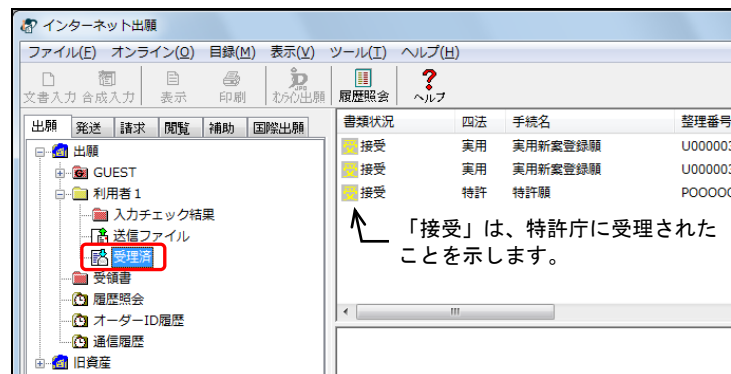 インターネット出願
ファイル(F) オンライン(O) 目録(M) 表示(V) ツール(T) ヘルプ(H)
文書入力 合成入力 表示 印刷 わらじ出願 履歴照会 ヘルプ
出願 発送 請求 閲覧 補助 国際出願
出願
GUEST
利用者1
入力チェック結果
送信ファイル
受理済
受領書
履歴照会
オーダーID履歴
通信履歴
旧資産
書類状況 四法 手続名 整理番号
接受 実用 実用新案登録願 U000003
接受 実用 実用新案登録願 U000003
接受 特許 特許願 POOOOO
「接受」は、特許庁に受理された
ことを示します。